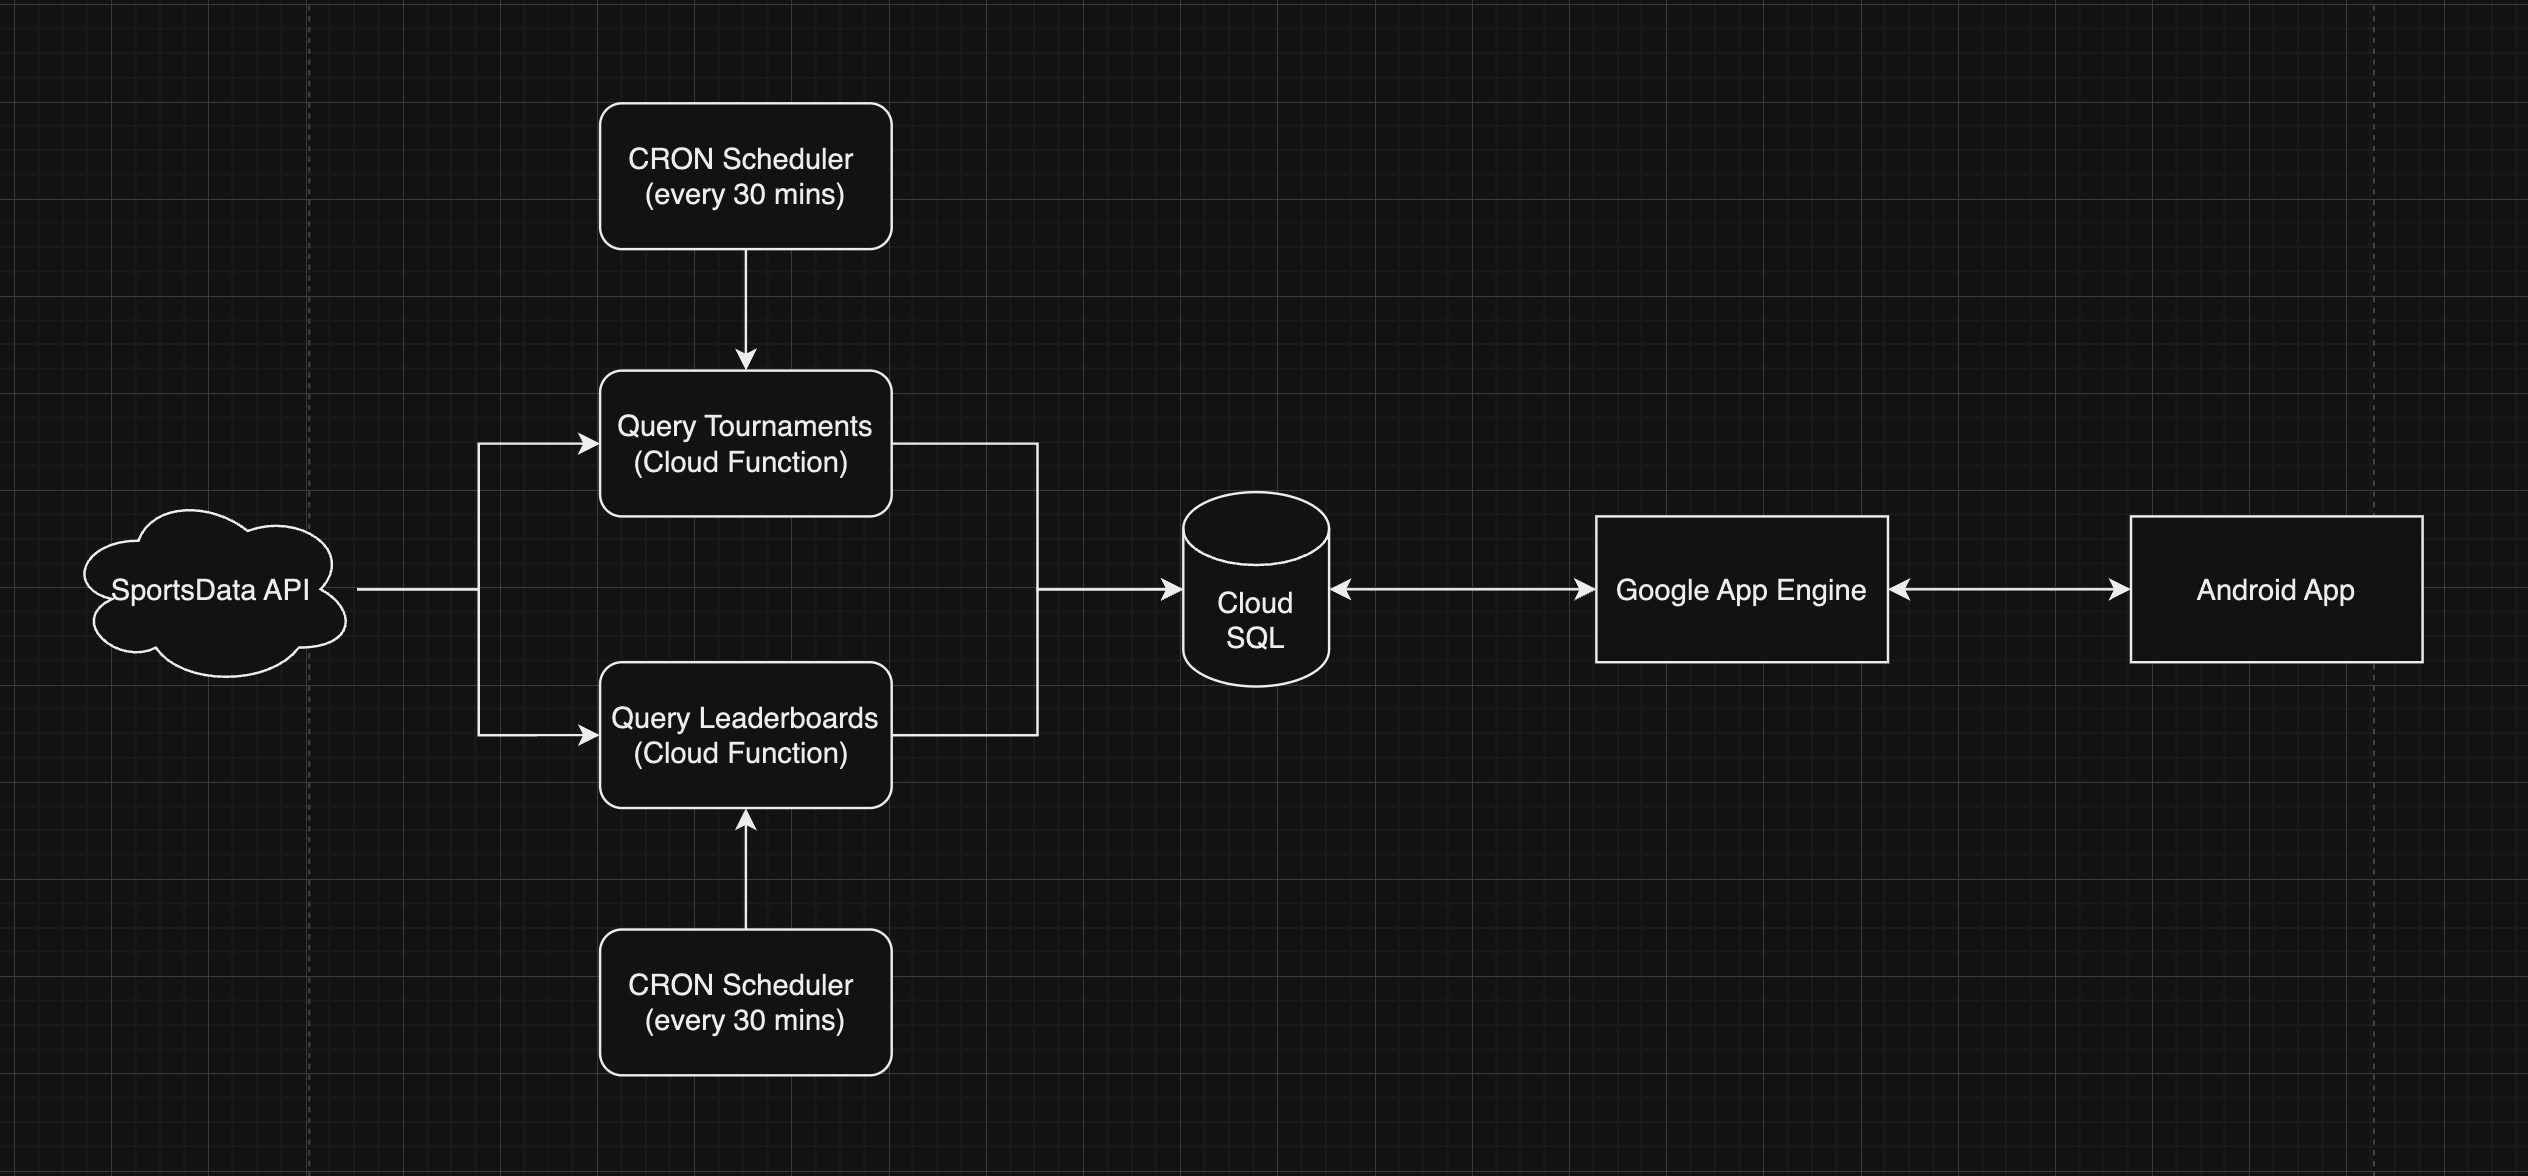 CRON Scheduler
(every 30 mins)
Query Tournaments
(Cloud Function)
SportsData API
Cloud
SQL
Google App Engine
Android App
Query Leaderboards
(Cloud Function)
CRON Scheduler
(every 30 mins)